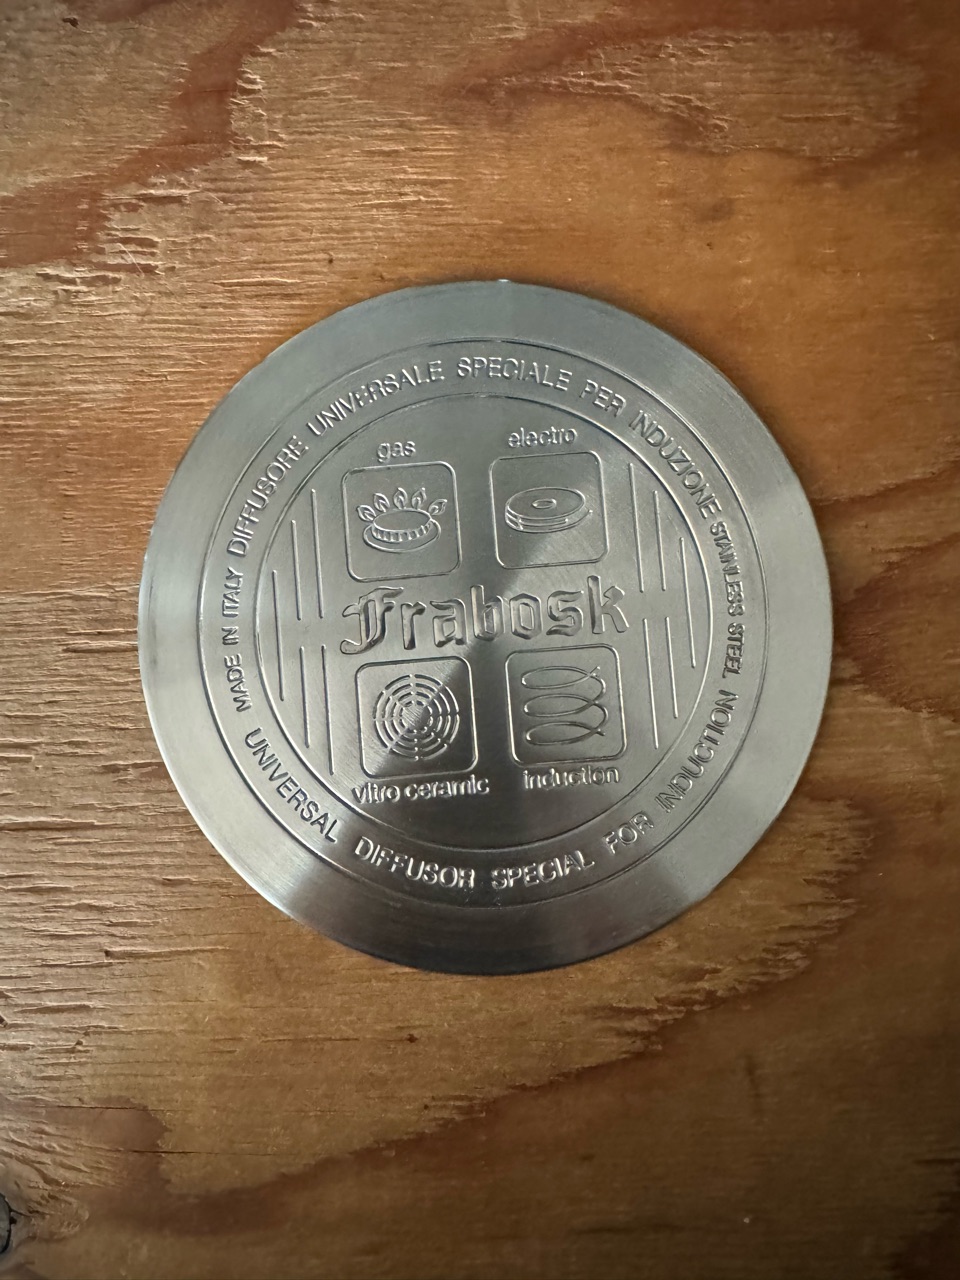 DIFFUSORE UNIVERSALE SPECIALE PER INDUZIONE
STAINLESS STEEL
UNIVERSAL DIFFUSOR SPECIAL FOR INDUCTION
MADE IN ITALY
gas
electro
Frabosk
vitro ceramic
induction